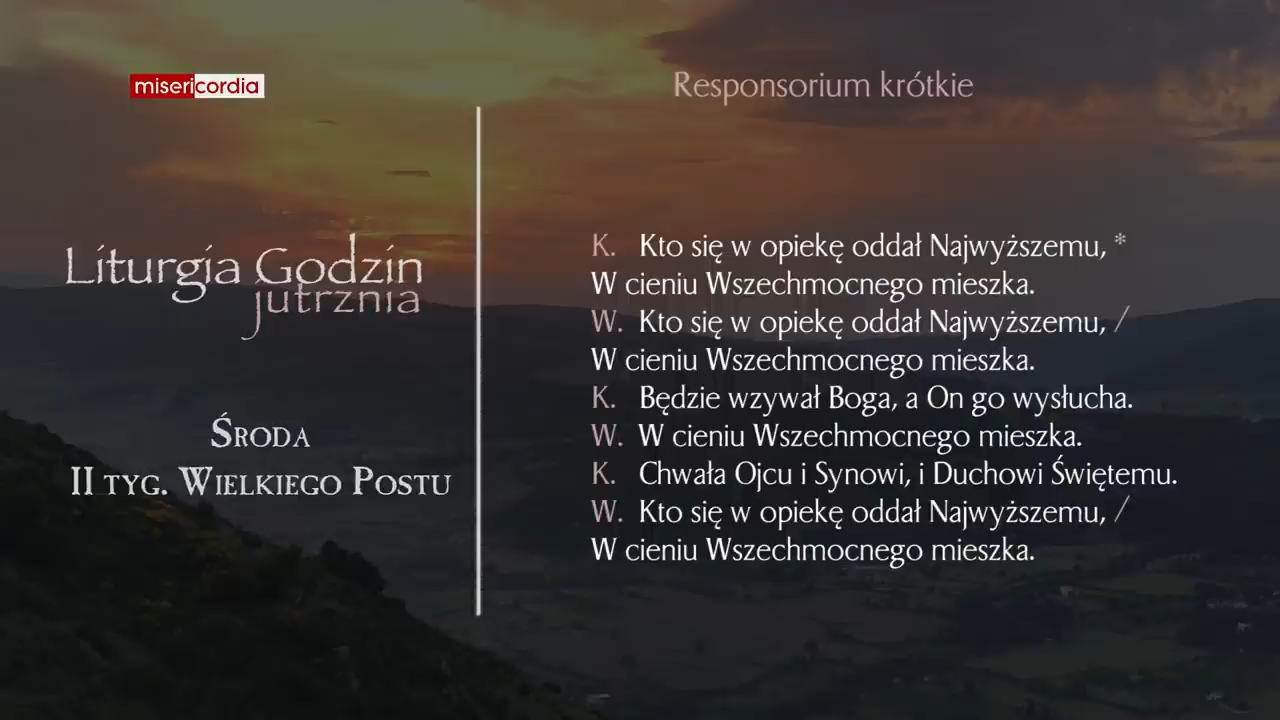 misericordia
Responsorium krótkie
Liturgia Godzin
jutrznia
Środa
II tyg. Wielkiego Postu
K. Kto się w opiekę oddał Najwyższemu, *
W cieniu Wszechmocnego mieszka.
W. Kto się w opiekę oddał Najwyższemu, /
W cieniu Wszechmocnego mieszka.
K. Będzie wzywał Boga, a On go wysłucha.
W. W cieniu Wszechmocnego mieszka.
K. Chwała Ojcu i Synowi, i Duchowi Świętemu.
W. Kto się w opiekę oddał Najwyższemu, /
W cieniu Wszechmocnego mieszka.